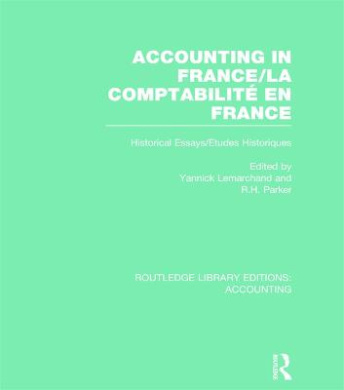 ACCOUNTING IN
FRANCE/LA
COMPTABILITÉ EN
FRANCE
Historical Essays/Etudes Historiques
Edited by
Yannick Lemarchand and
R.H. Parker
ROUTLEDGE LIBRARY EDITIONS:
ACCOUNTING
ROUTLEDGE